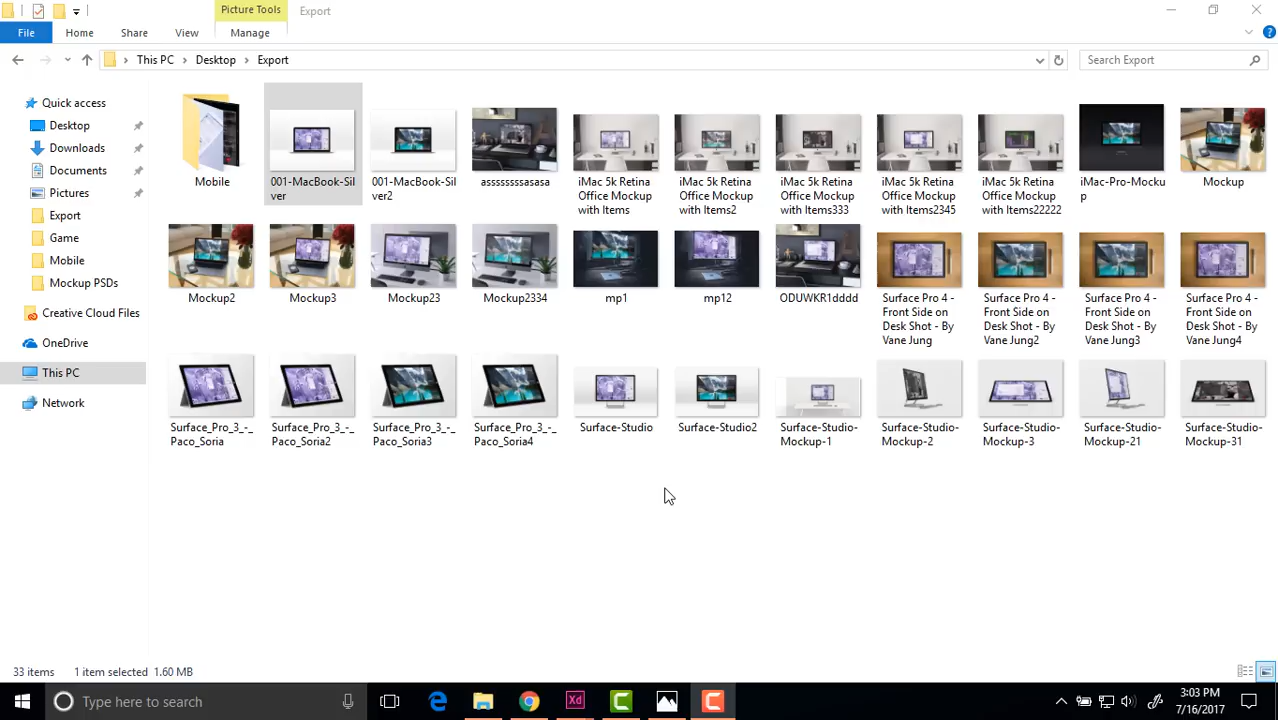 Picture Tools
Export
File
Home
Share
View
Manage
This PC
Desktop
Export
Search Export
Quick access
Desktop
Downloads
Documents
Pictures
Export
Game
Mobile
Mockup PSDs
Creative Cloud Files
OneDrive
This PC
Network
Mobile
001-MacBook-Sil
ver
001-MacBook-Sil
ver2
asssssssasasa
iMac 5k Retina
Office Mockup
with Items
iMac 5k Retina
Office Mockup
with Items2
iMac 5k Retina
Office Mockup
with Items333
iMac 5k Retina
Office Mockup
with Items2345
iMac 5k Retina
Office Mockup
with Items22222
iMac-Pro-Mocku
p
Mockup
Mockup2
Mockup3
Mockup23
Mockup2334
mp1
mp12
ODUWKR1dddd
Surface Pro 4 -
Front Side on
Desk Shot - By
Vane Jung
Surface Pro 4 -
Front Side on
Desk Shot - By
Vane Jung2
Surface Pro 4 -
Front Side on
Desk Shot - By
Vane Jung3
Surface Pro 4 -
Front Side on
Desk Shot - By
Vane Jung4
Surface_Pro_3_-_
Paco_Soria
Surface_Pro_3_-_
Paco_Soria2
Surface_Pro_3_-_
Paco_Soria3
Surface_Pro_3_-_
Paco_Soria4
Surface-Studio
Surface-Studio2
Surface-Studio-
Mockup-1
Surface-Studio-
Mockup-2
Surface-Studio-
Mockup-3
Surface-Studio-
Mockup-21
Surface-Studio-
Mockup-31
33 items
1 item selected 1.60 MB
Type here to search
Xd
3:03 PM
7/16/2017